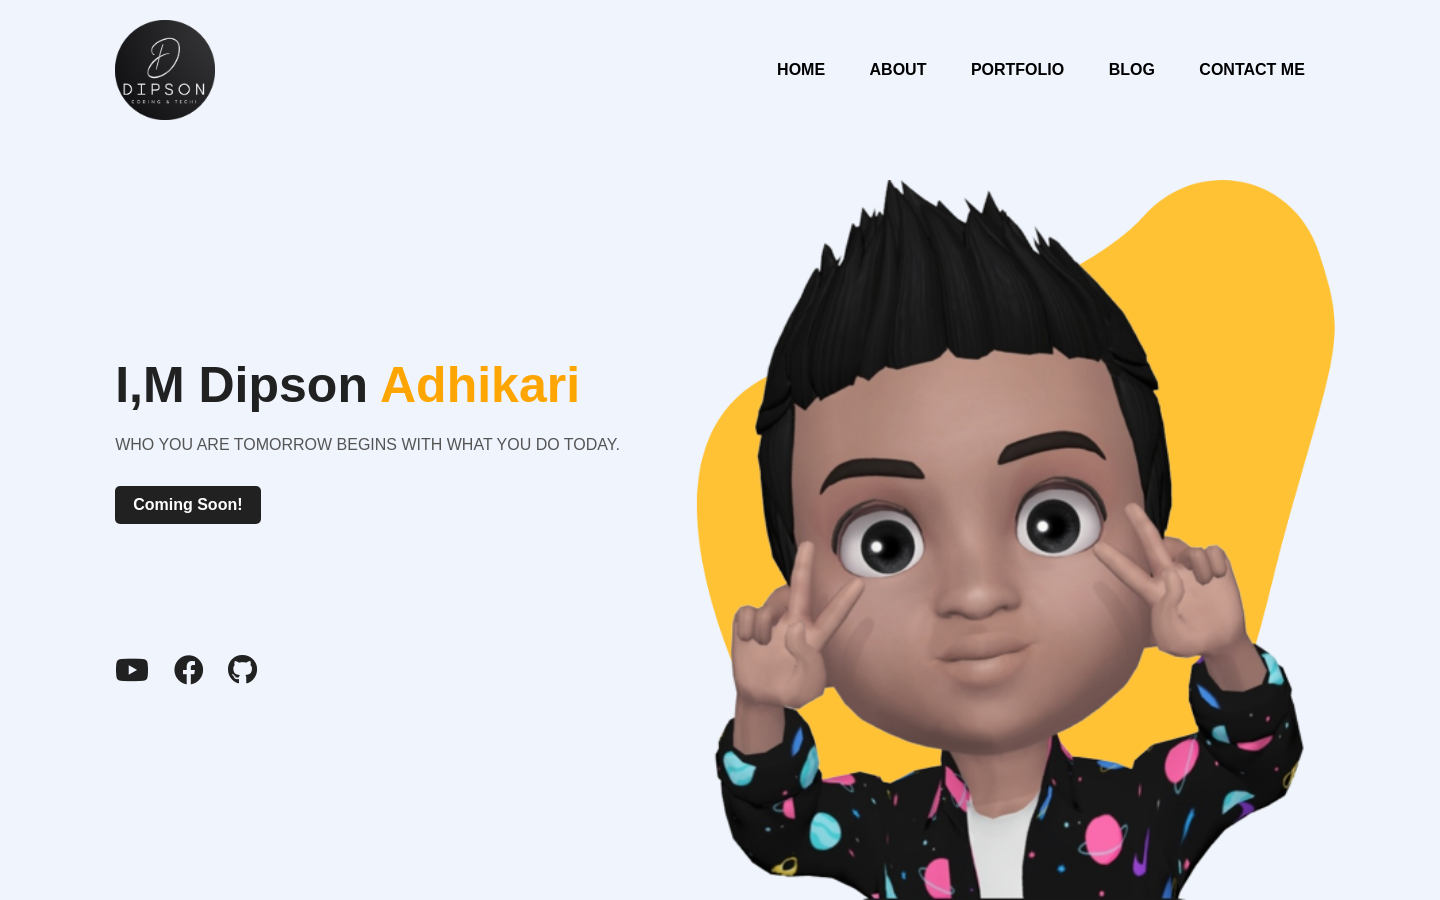 DIPSON
CODING & TECH!
HOME ABOUT PORTFOLIO BLOG CONTACT ME
I,M Dipson Adhikari
WHO YOU ARE TOMORROW BEGINS WITH WHAT YOU DO TODAY.
Coming Soon!